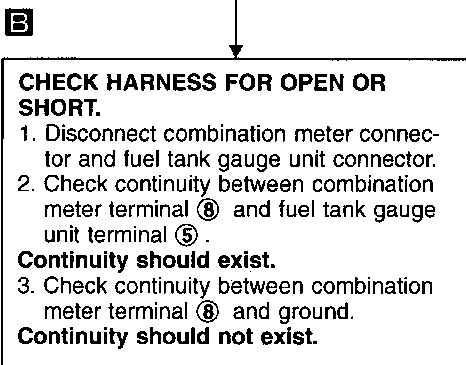 B
CHECK HARNESS FOR OPEN OR
SHORT.
1. Disconnect combination meter connec-
tor and fuel tank gauge unit connector.
2. Check continuity between combination
meter terminal ⑧ and fuel tank gauge
unit terminal ⑤ .
Continuity should exist.
3. Check continuity between combination
meter terminal ⑧ and ground.
Continuity should not exist.